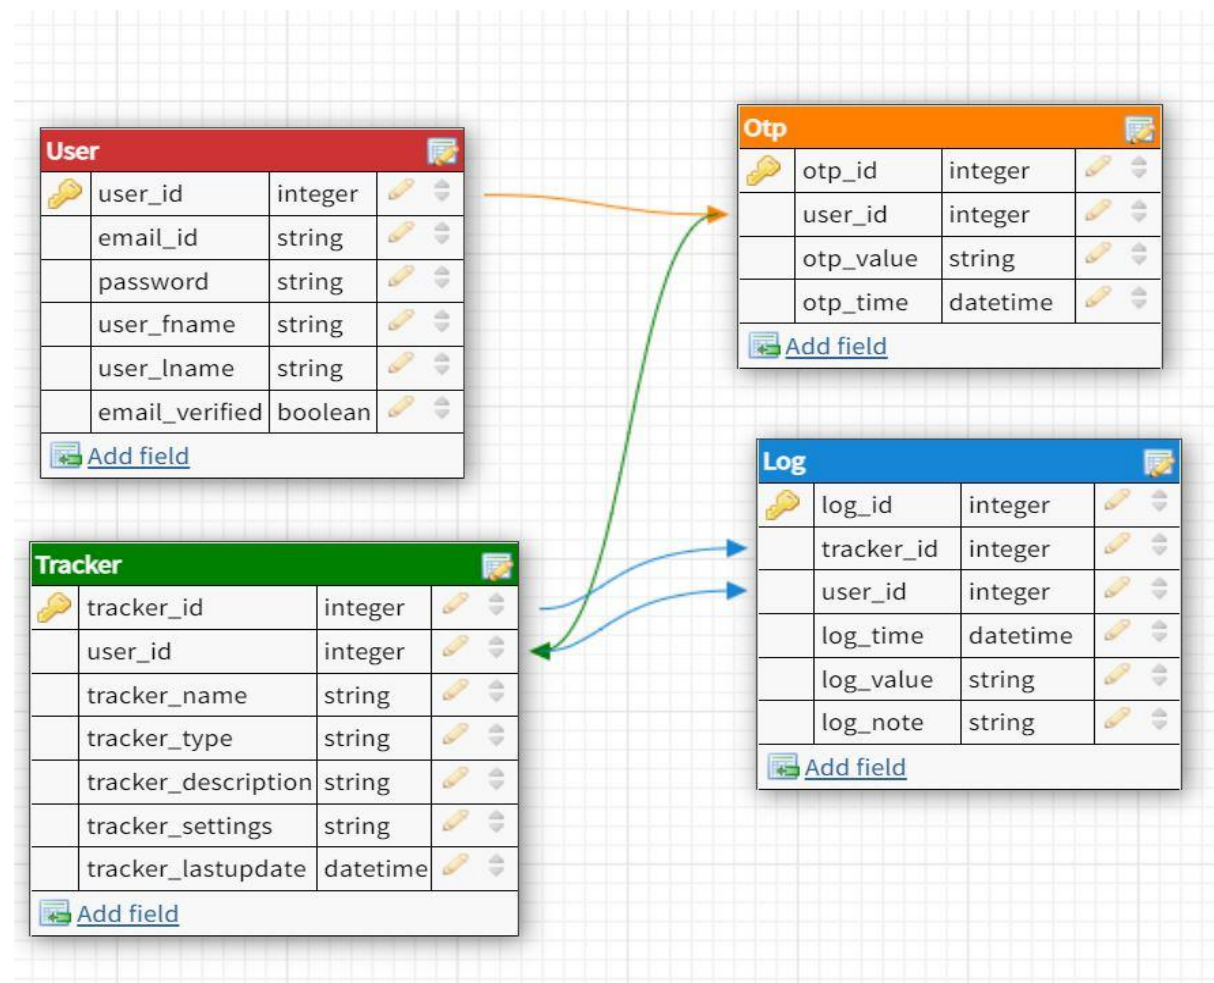 User
user_id integer
email_id string
password string
user_fname string
user_lname string
email_verified boolean
Add field
Otp
otp_id integer
user_id integer
otp_value string
otp_time datetime
Add field
Tracker
tracker_id integer
user_id integer
tracker_name string
tracker_type string
tracker_description string
tracker_settings string
tracker_lastupdate datetime
Add field
Log
log_id integer
tracker_id integer
user_id integer
log_time datetime
log_value string
log_note string
Add field